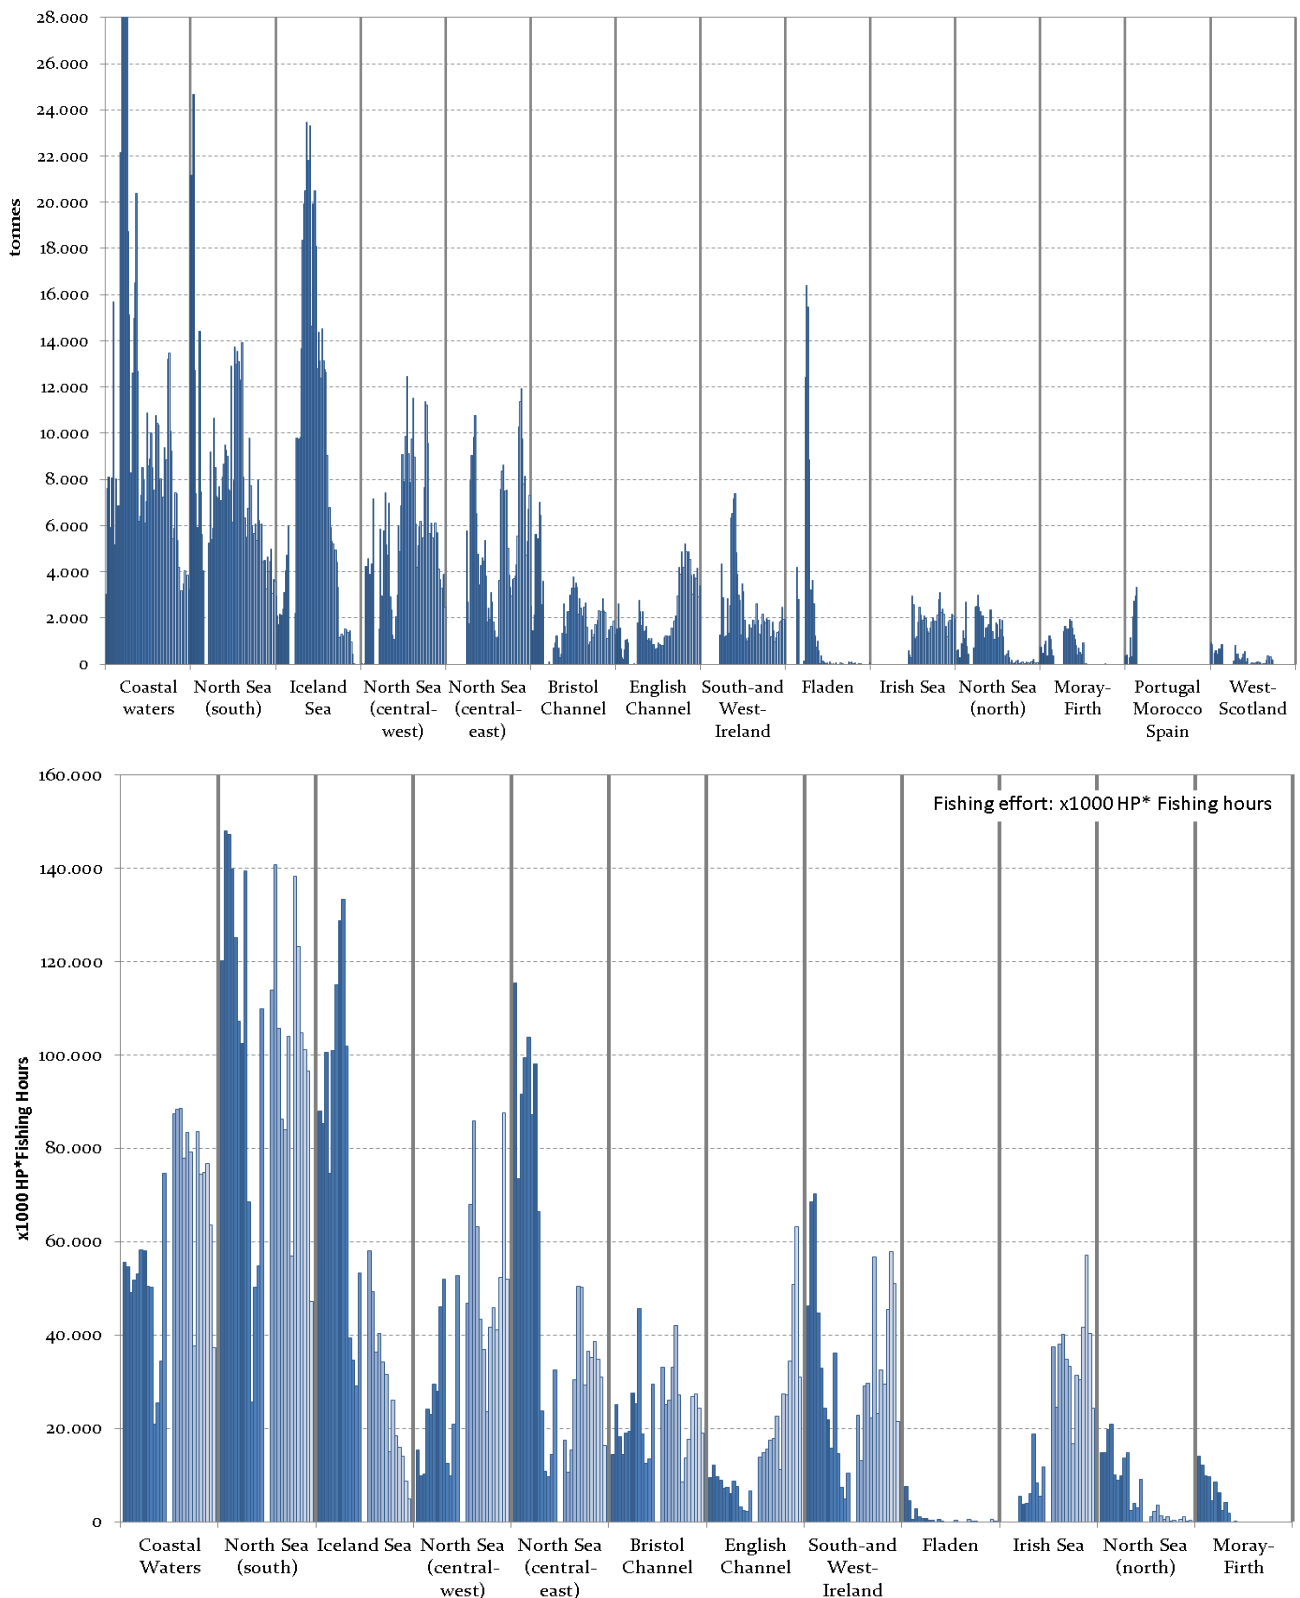 28.000
26.000
24.000
22.000
20.000
18.000
16.000
14.000
12.000
10.000
8.000
6.000
4.000
2.000
0
tonnes
Coastal
waters
North Sea
(south)
Iceland
Sea
North Sea
(central-
west)
North Sea
(central-
east)
Bristol
Channel
English
Channel
South-and
West-
Ireland
Fladen
Irish Sea
North Sea
(north)
Moray-
Firth
Portugal
Morocco
Spain
West-
Scotland
160.000
140.000
120.000
100.000
80.000
60.000
40.000
20.000
0
x1000 HP*Fishing Hours
Fishing effort: x1000 HP* Fishing hours
Coastal
Waters
North Sea
(south)
Iceland Sea
North Sea
(central-
west)
North Sea
(central-
east)
Bristol
Channel
English
Channel
South-and
West-
Ireland
Fladen
Irish Sea
North Sea
(north)
Moray-
Firth